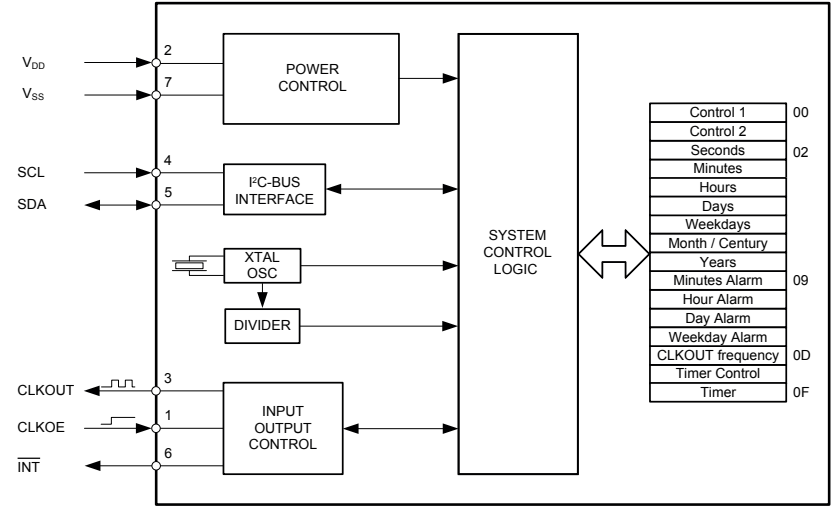 V_DD
2
V_SS
7
POWER
CONTROL
SCL
4
SDA
5
I²C-BUS
INTERFACE
XTAL
OSC
DIVIDER
CLKOUT
3
CLKOE
1
INT
6
INPUT
OUTPUT
CONTROL
SYSTEM
CONTROL
LOGIC
Control 1 00
Control 2
Seconds 02
Minutes
Hours
Days
Weekdays
Month / Century
Years
Minutes Alarm 09
Hour Alarm
Day Alarm
Weekday Alarm
CLKOUT frequency 0D
Timer Control
Timer 0F